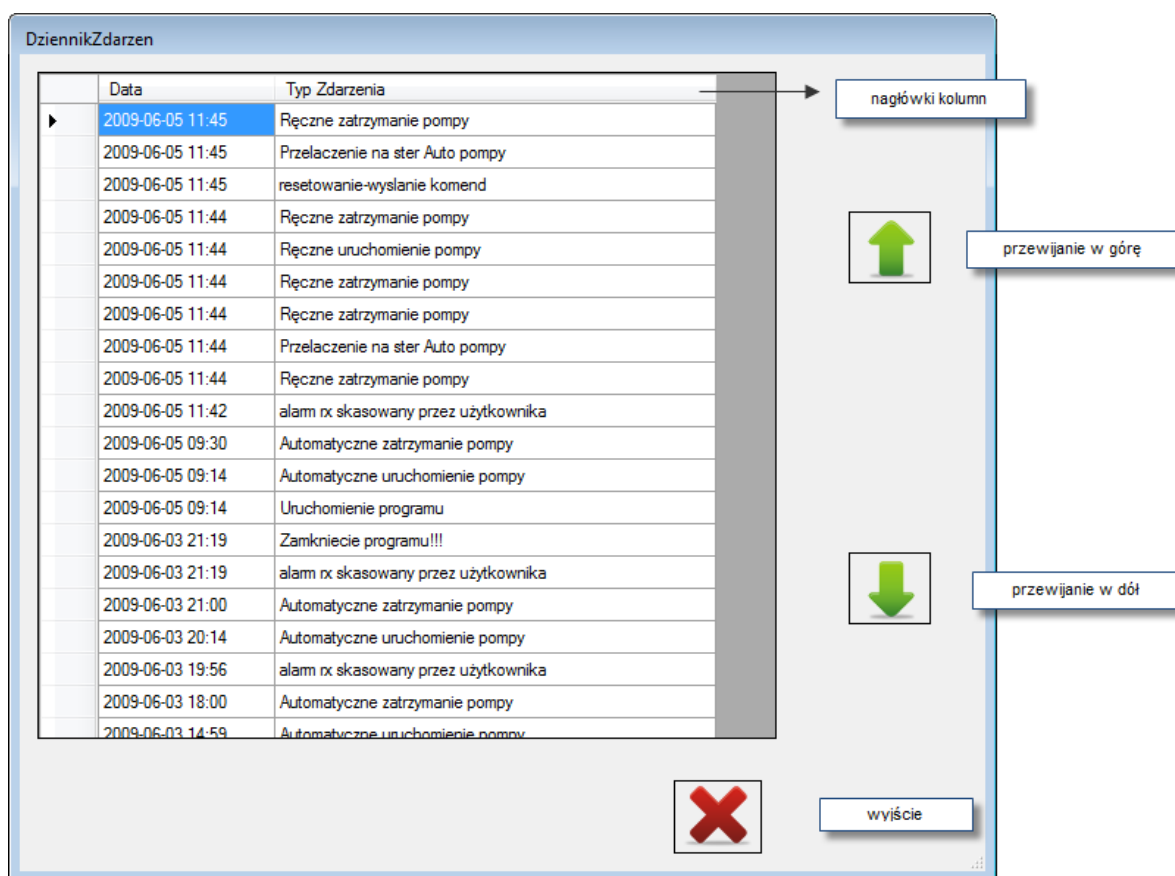 DziennikZdarzen
Data Typ Zdarzenia
nagłówki kolumn
2009-06-05 11:45 Ręczne zatrzymanie pompy
2009-06-05 11:45 Przelaczenie na ster Auto pompy
2009-06-05 11:45 resetowanie-wyslanie komend
2009-06-05 11:44 Ręczne zatrzymanie pompy
2009-06-05 11:44 Ręczne uruchomienie pompy
przewijanie w górę
2009-06-05 11:44 Ręczne zatrzymanie pompy
2009-06-05 11:44 Ręczne zatrzymanie pompy
2009-06-05 11:44 Przelaczenie na ster Auto pompy
2009-06-05 11:44 Ręczne zatrzymanie pompy
2009-06-05 11:42 alarm rx skasowany przez użytkownika
2009-06-05 09:30 Automatyczne zatrzymanie pompy
2009-06-05 09:14 Automatyczne uruchomienie pompy
2009-06-05 09:14 Uruchomienie programu
2009-06-03 21:19 Zamkniecie programu!!!
2009-06-03 21:19 alarm rx skasowany przez użytkownika
przewijanie w dół
2009-06-03 21:00 Automatyczne zatrzymanie pompy
2009-06-03 20:14 Automatyczne uruchomienie pompy
2009-06-03 19:56 alarm rx skasowany przez użytkownika
2009-06-03 18:00 Automatyczne zatrzymanie pompy
2009-06-03 14:59 Automatyczne uruchomienie pompy
wyjście